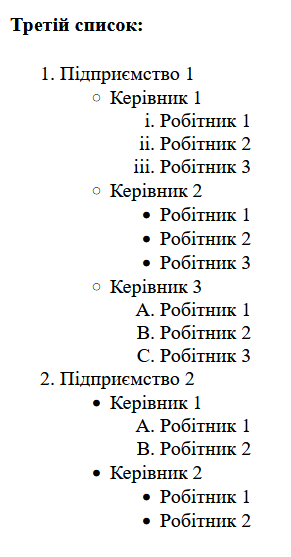 Третій список:
1. Підприємство 1
○ Керівник 1
i. Робітник 1
ii. Робітник 2
iii. Робітник 3
○ Керівник 2
• Робітник 1
• Робітник 2
• Робітник 3
○ Керівник 3
A. Робітник 1
B. Робітник 2
C. Робітник 3
2. Підприємство 2
• Керівник 1
A. Робітник 1
B. Робітник 2
• Керівник 2
• Робітник 1
• Робітник 2